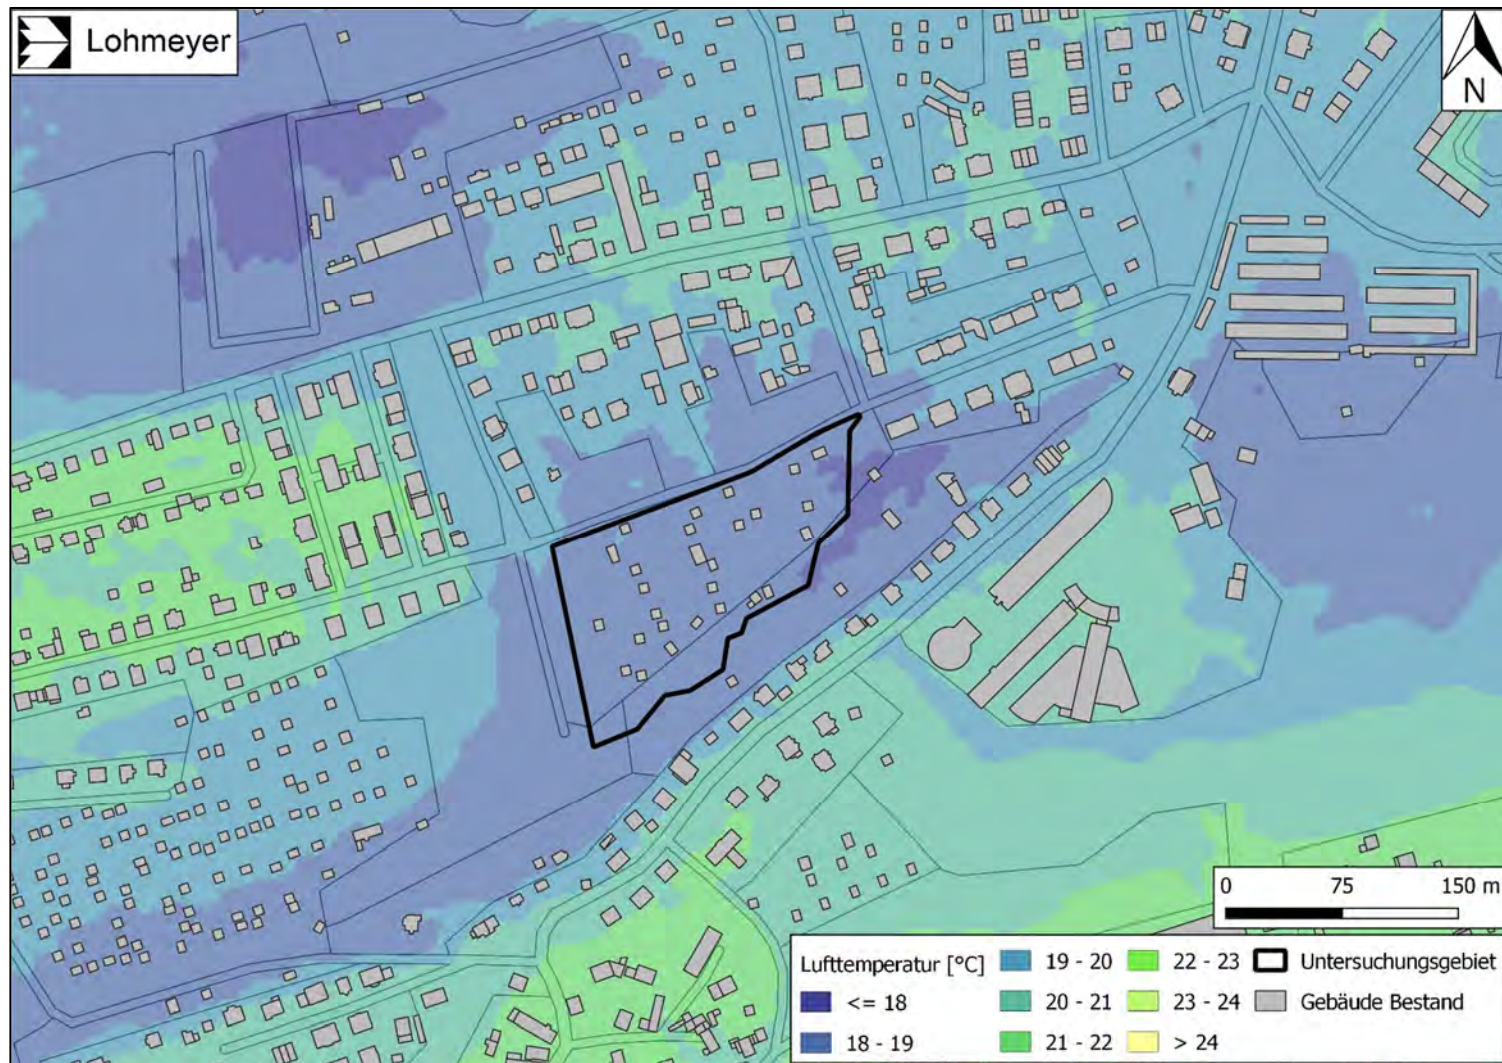 Lohmeyer
N
0 75 150 m
Lufttemperatur [°C]
<= 18
18 - 19
19 - 20
20 - 21
21 - 22
22 - 23
23 - 24
> 24
Untersuchungsgebiet
Gebäude Bestand